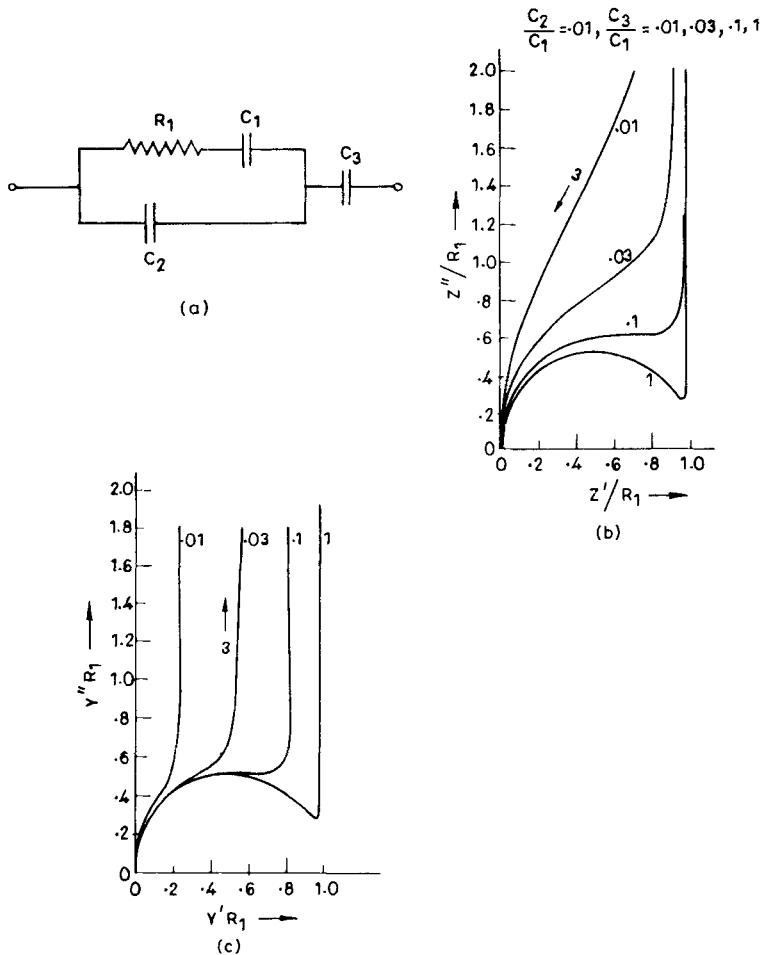 C₂/C₁ = ·01, C₃/C₁ = ·01, ·03, ·1, 1
R₁
C₁
C₃
C₂
(a)
2.0
1.8
1.6
1.4
1.2
1.0
·8
·6
·4
·2
0
Z''/R₁
·01
ω
·03
·1
1
0 ·2 ·4 ·6 ·8 1.0
Z'/R₁
(b)
2.0
1.8
1.6
1.4
1.2
1.0
·8
·6
·4
·2
0
Y''R₁
·01 ·03 ·1 1
ω
0 ·2 ·4 ·6 ·8 1.0
Y'R₁
(c)